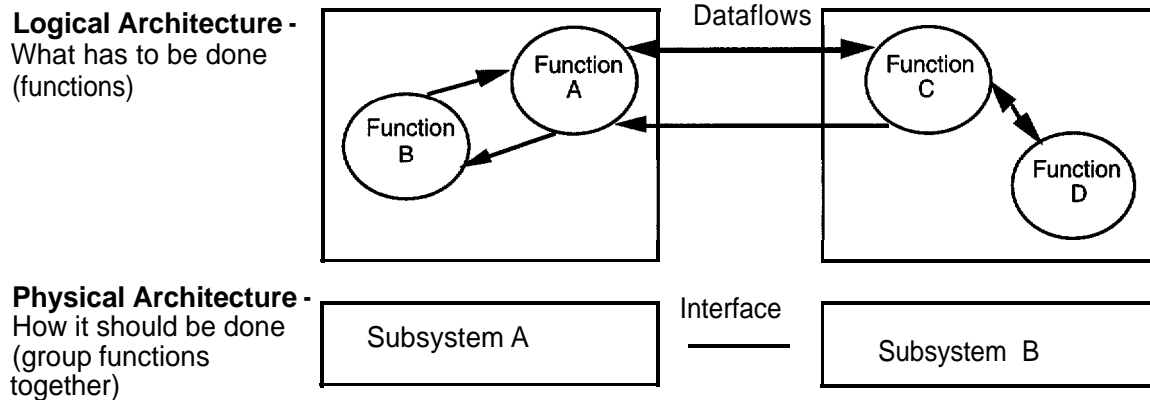 Logical Architecture -
What has to be done
(functions)
Dataflows
Function
A
Function
B
Function
C
Function
D
Physical Architecture -
How it should be done
(group functions
together)
Subsystem A
Interface
Subsystem B